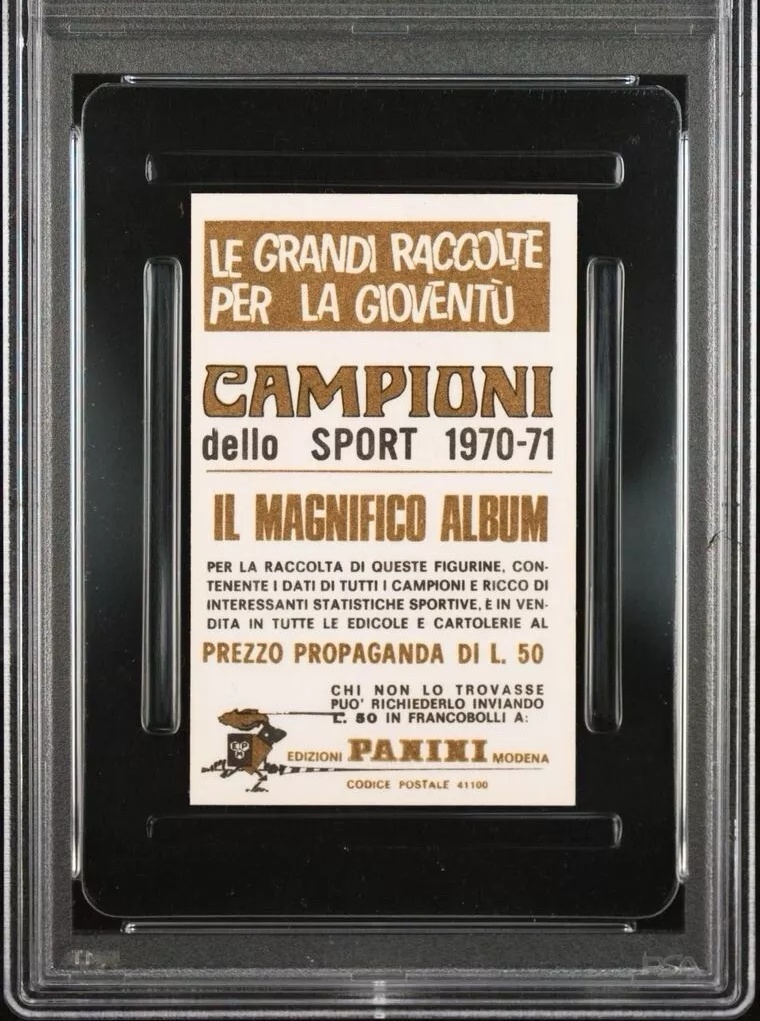 LE GRANDI RACCOLTE
PER LA GIOVENTÙ
CAMPIONI
dello SPORT 1970-71
IL MAGNIFICO ALBUM
PER LA RACCOLTA DI QUESTE FIGURINE, CON-
TENENTE I DATI DI TUTTI I CAMPIONI E RICCO DI
INTERESSANTI STATISTICHE SPORTIVE, È IN VEN-
DITA IN TUTTE LE EDICOLE E CARTOLERIE AL
PREZZO PROPAGANDA DI L. 50
CHI NON LO TROVASSE
PUO' RICHIEDERLO INVIANDO
L. 50 IN FRANCOBOLLI A:
EPM
EDIZIONI PANINI MODENA
CODICE POSTALE 41100
PSA